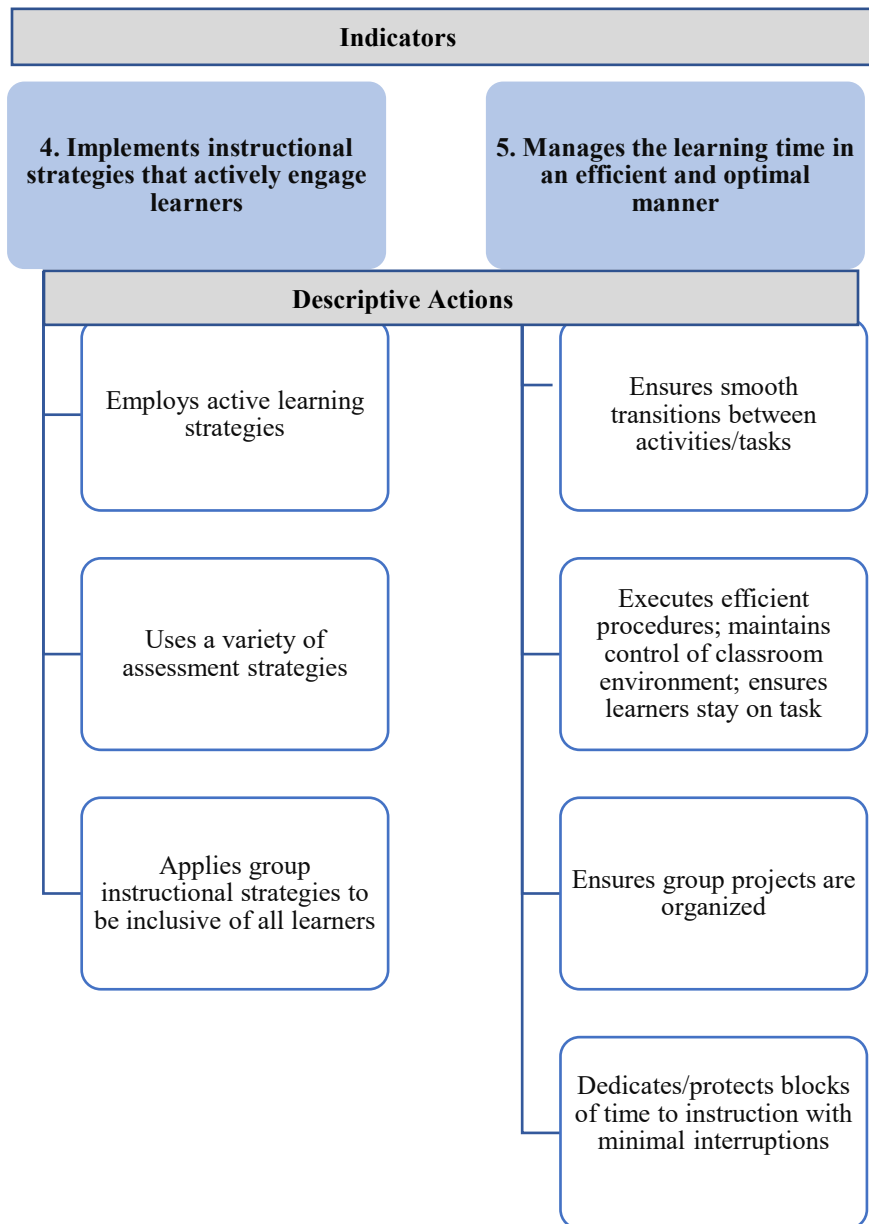 Indicators
4. Implements instructional
strategies that actively engage
learners
5. Manages the learning time in
an efficient and optimal
manner
Descriptive Actions
Employs active learning
strategies
Uses a variety of
assessment strategies
Applies group
instructional strategies to
be inclusive of all learners
Ensures smooth
transitions between
activities/tasks
Executes efficient
procedures; maintains
control of classroom
environment; ensures
learners stay on task
Ensures group projects are
organized
Dedicates/protects blocks
of time to instruction with
minimal interruptions